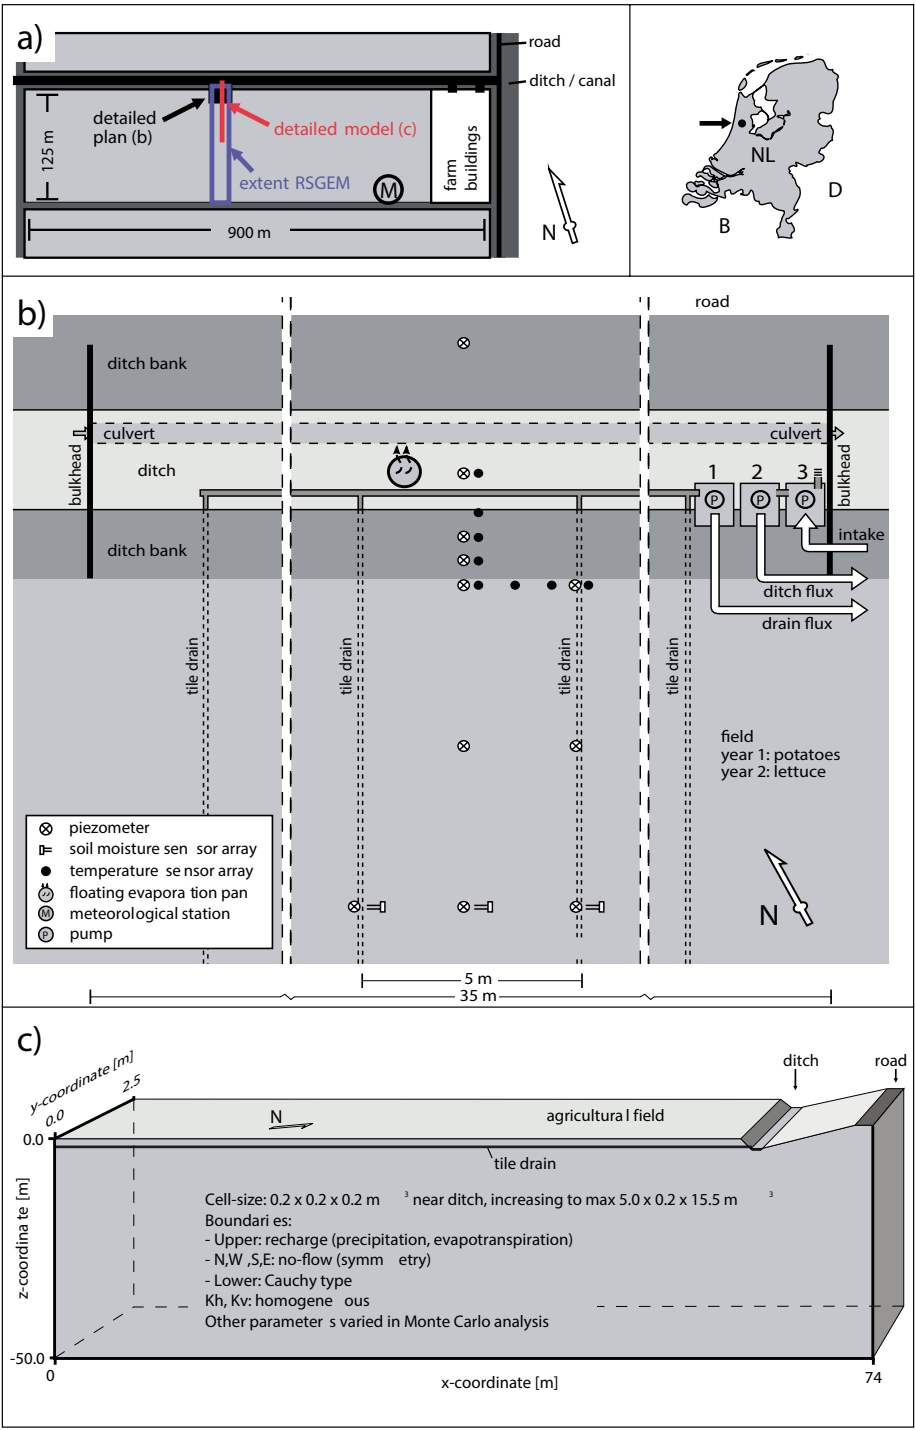 a)
road
ditch / canal
detailed
plan (b)
detailed model (c)
125 m
extent RSGEM
farm
buildings
M
900 m
N
NL
D
B
b)
road
ditch bank
culvert
culvert
bulkhead
bulkhead
ditch
1 2 3
P P P
ditch bank
intake
ditch flux
drain flux
tile drain
tile drain
tile drain
tile drain
field
year 1: potatoes
year 2: lettuce
piezometer
soil moisture sen sor array
temperature se nsor array
floating evapora tion pan
M meteorological station
P pump
N
5 m
35 m
c)
ditch
road
y-coordinate [m]
2.5
0.0
N
agricultura l field
0.0
tile drain
z-coordina te [m]
Cell-size: 0.2 x 0.2 x 0.2 m ³ near ditch, increasing to max 5.0 x 0.2 x 15.5 m ³
Boundari es:
- Upper: recharge (precipitation, evapotranspiration)
- N,W ,S,E: no-flow (symm etry)
- Lower: Cauchy type
Kh, Kv: homogene ous
Other parameter s varied in Monte Carlo analysis
-50.0
0
x-coordinate [m]
74